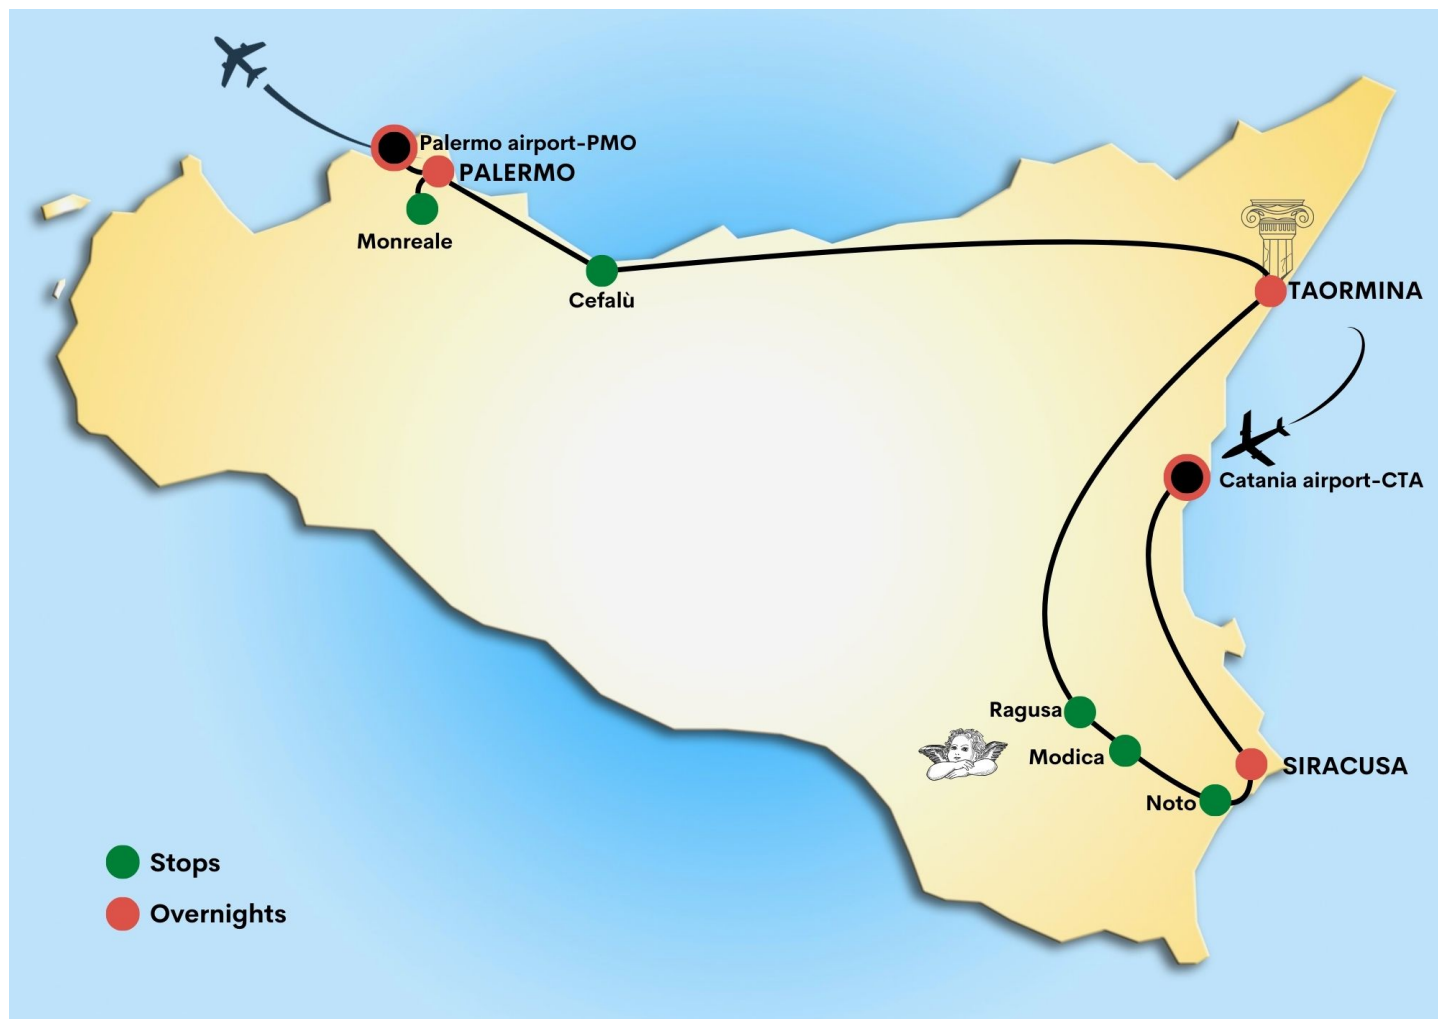 Palermo airport-PMO
PALERMO
Monreale
Cefalù
TAORMINA
Catania airport-CTA
Ragusa
Modica
SIRACUSA
Noto
Stops
Overnights